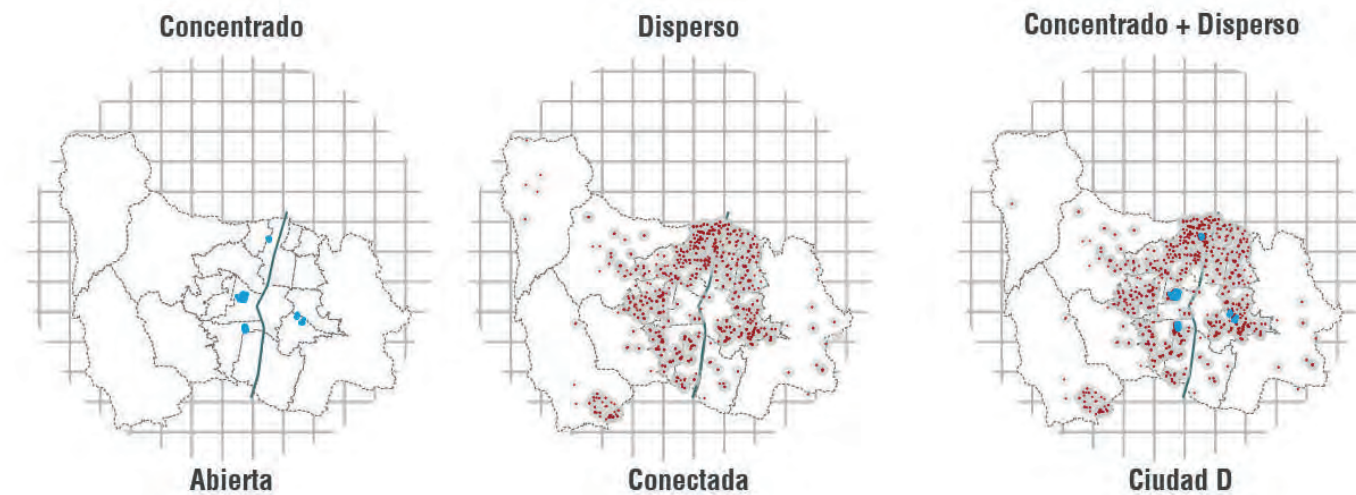 Concentrado
Disperso
Concentrado + Disperso
Abierta
Conectada
Ciudad D